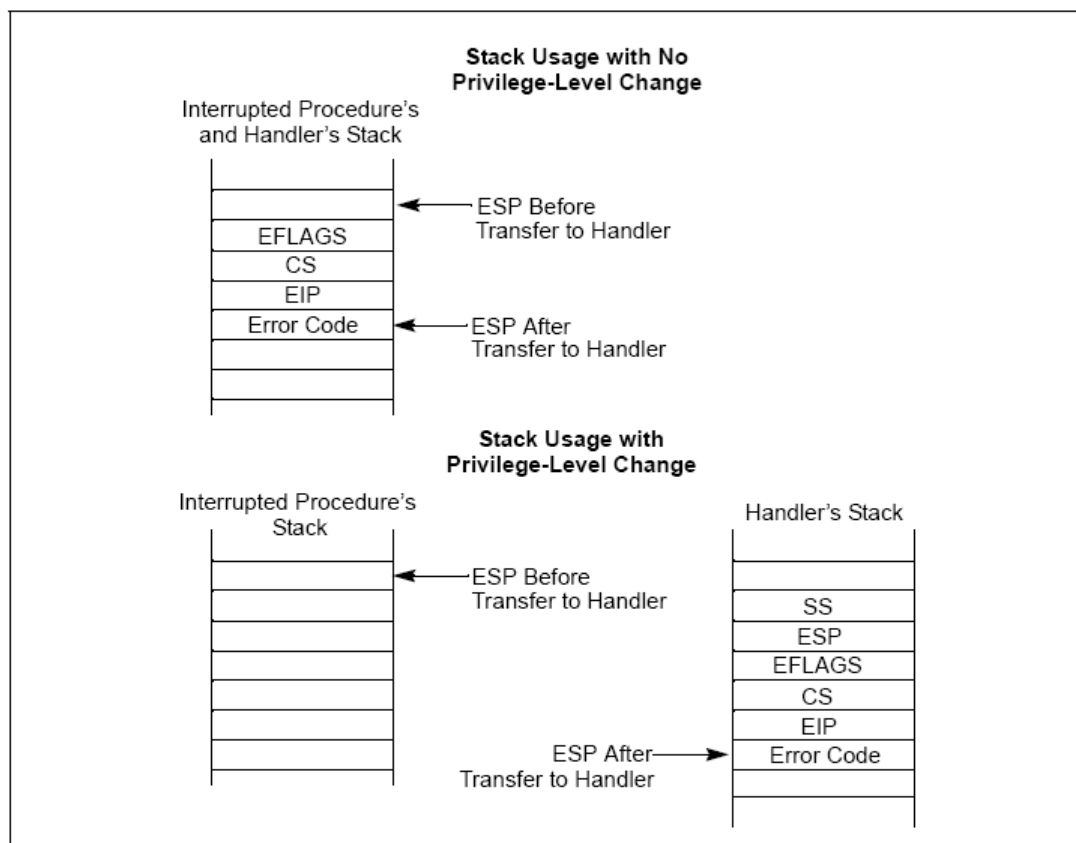 Stack Usage with No
Privilege-Level Change
Interrupted Procedure's
and Handler's Stack
ESP Before
Transfer to Handler
EFLAGS
CS
EIP
Error Code
ESP After
Transfer to Handler
Stack Usage with
Privilege-Level Change
Interrupted Procedure's
Stack
Handler's Stack
ESP Before
Transfer to Handler
SS
ESP
EFLAGS
CS
EIP
ESP After
Transfer to Handler
Error Code